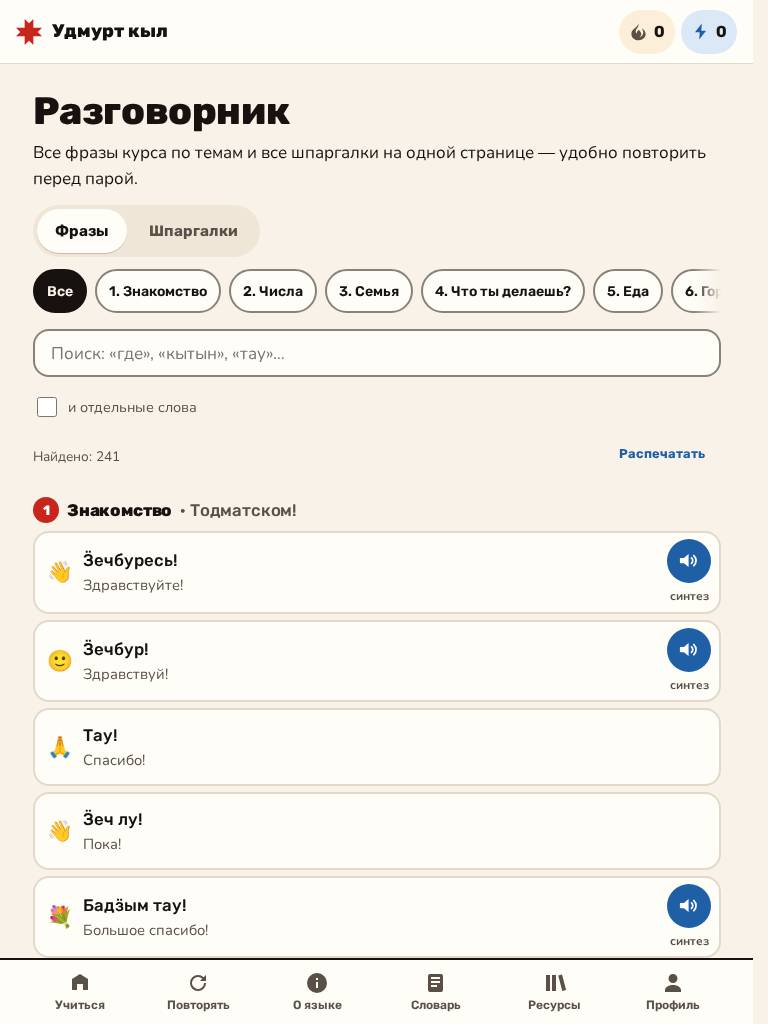 Удмурт кыл
0
0
Разговорник
Все фразы курса по темам и все шпаргалки на одной странице — удобно повторить
перед парой.
Фразы
Шпаргалки
Все
1. Знакомство
2. Числа
3. Семья
4. Что ты делаешь?
5. Еда
6. Гор
Поиск: «где», «кытын», «тау»...
и отдельные слова
Найдено: 241
Распечатать
1 Знакомство • Тодматском!
Ӟечбуресь!
Здравствуйте!
синтез
Ӟечбур!
Здравствуй!
синтез
Тау!
Спасибо!
Ӟеч лу!
Пока!
Бадӟым тау!
Большое спасибо!
синтез
Учиться
Повторять
О языке
Словарь
Ресурсы
Профиль